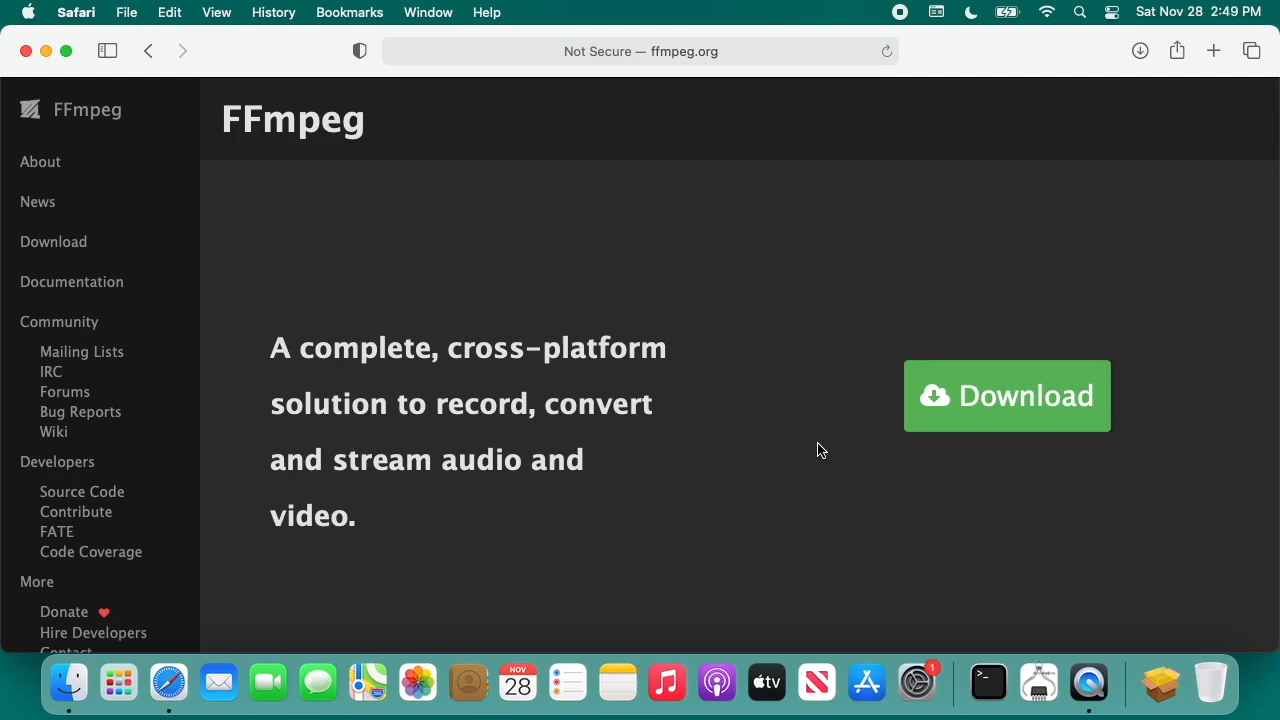 Safari File Edit View History Bookmarks Window Help Sat Nov 28 2:49 PM
Not Secure — ffmpeg.org
FFmpeg
About
News
Download
Documentation
Community
Mailing Lists
IRC
Forums
Bug Reports
Wiki
Developers
Source Code
Contribute
FATE
Code Coverage
More
Donate
Hire Developers
Contact
FFmpeg
A complete, cross-platform
solution to record, convert
and stream audio and
video.
Download
NOV
28
tv
1